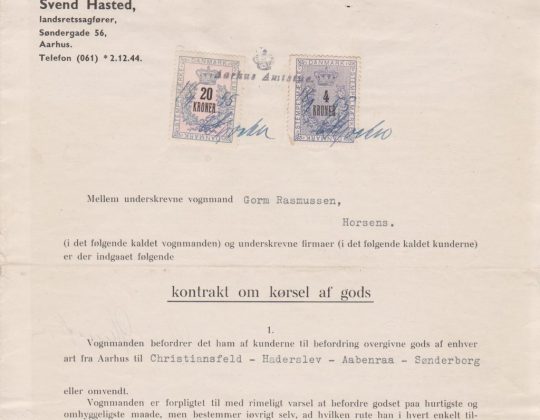 Svend Hasted,
landsretssagfører,
Søndergade 56,
Aarhus.
Telefon (061) *2.12.44.
DANMARK
20
KRONER
STEMPELMÆRKE
Aarhus Amtstue.
DANMARK
4
KRONER
STEMPELMÆRKE
Mellem underskrevne vognmand Gorm Rasmussen,
Horsens.
(i det følgende kaldet vognmanden) og underskrevne firmaer (i det følgende kaldet kunderne)
er der indgaaet følgende
kontrakt om kørsel af gods
1.
Vognmanden befordrer det ham af kunderne til befordring overgivne gods af enhver
art fra Aarhus til Christiansfeld - Haderslev - Aabenraa - Sønderborg
eller omvendt.
Vognmanden er forpligtet til med rimeligt varsel at befordre godset paa hurtigste og
omhyggeligste maade, men bestemmer iøvrigt selv, ad hvilken rute han i hvert enkelt til-